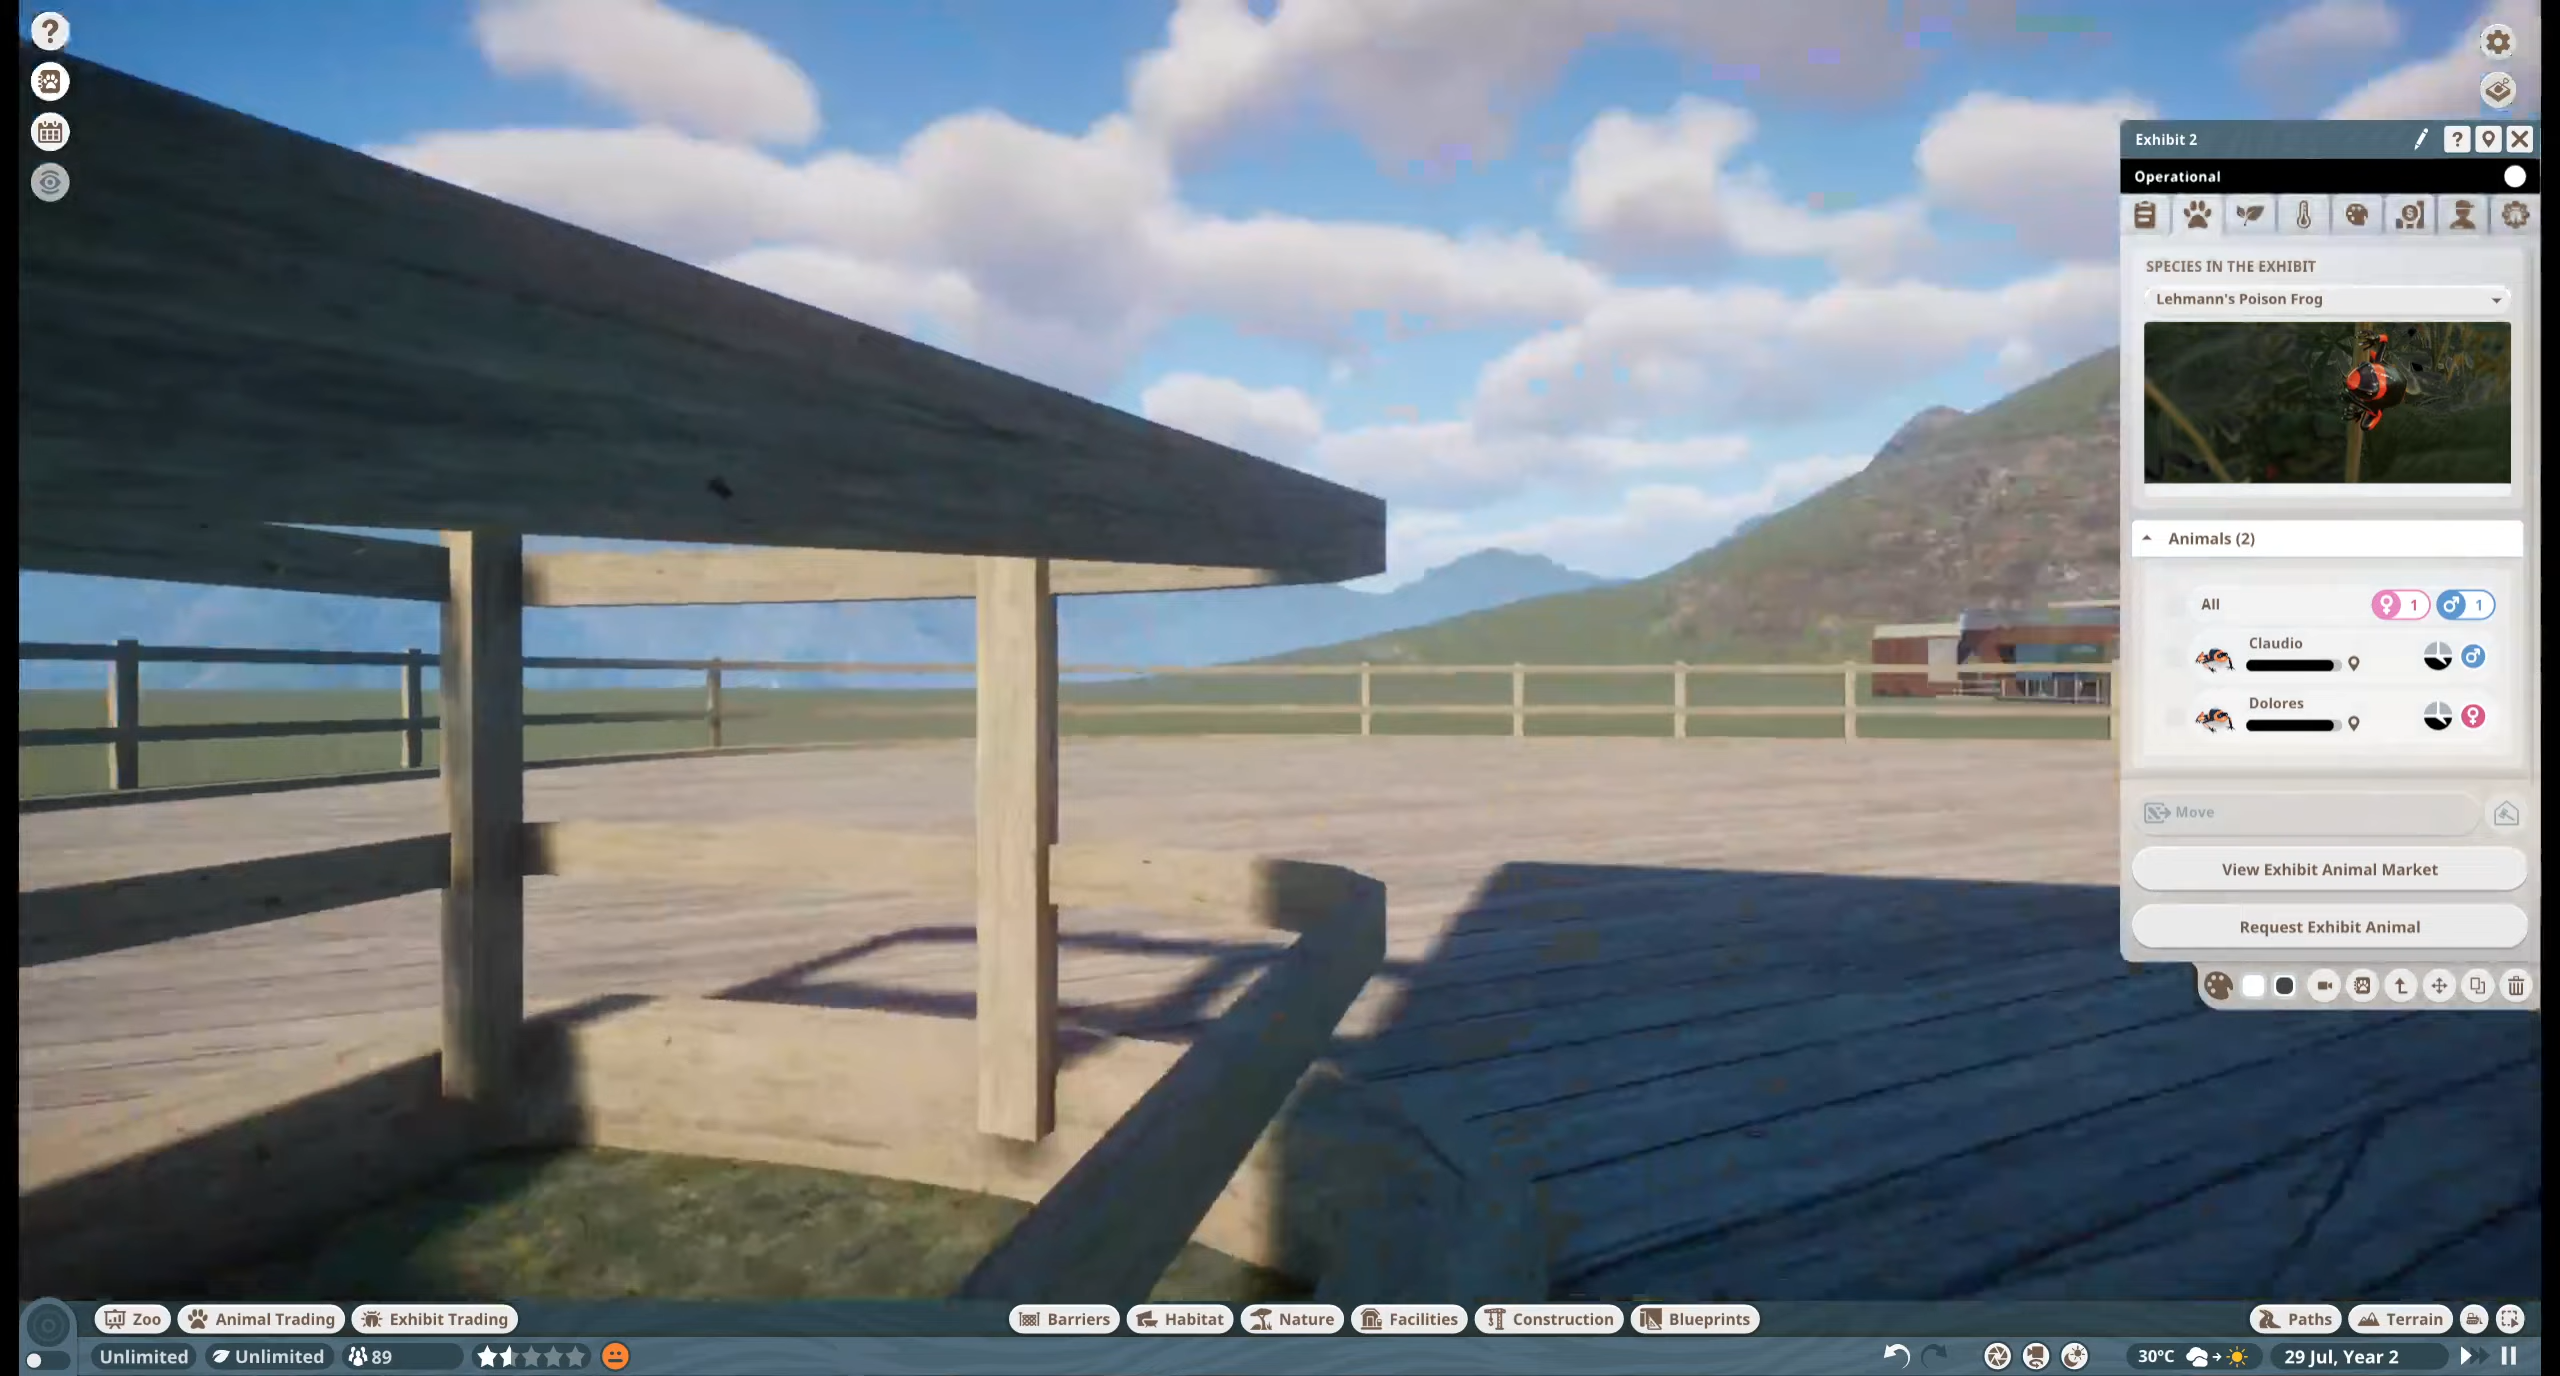 Exhibit 2
Operational
SPECIES IN THE EXHIBIT
Lehmann's Poison Frog
Animals (2)
All 1 1
Claudio
Dolores
Move
View Exhibit Animal Market
Request Exhibit Animal
Zoo Animal Trading Exhibit Trading Barriers Habitat Nature Facilities Construction Blueprints Paths Terrain
Unlimited Unlimited 89 30°C 29 Jul, Year 2